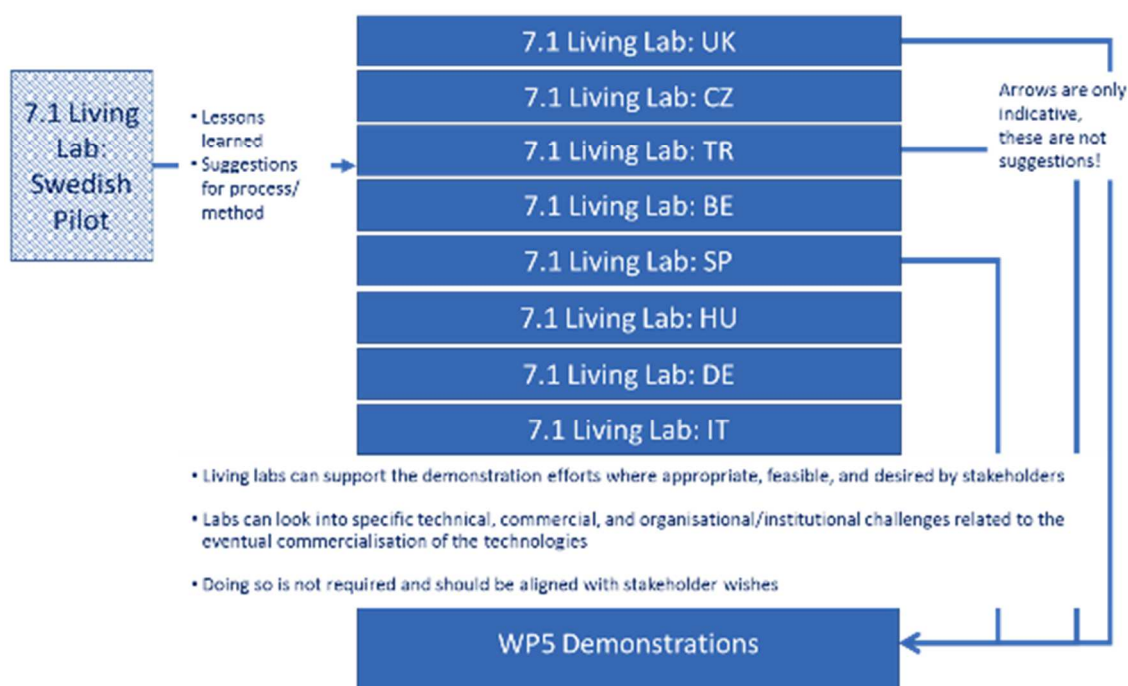 7.1 Living
Lab:
Swedish
Pilot
• Lessons
learned
• Suggestions
for process/
method
7.1 Living Lab: UK
7.1 Living Lab: CZ
7.1 Living Lab: TR
7.1 Living Lab: BE
7.1 Living Lab: SP
7.1 Living Lab: HU
7.1 Living Lab: DE
7.1 Living Lab: IT
Arrows are only
indicative,
these are not
suggestions!
• Living labs can support the demonstration efforts where appropriate, feasible, and desired by stakeholders
• Labs can look into specific technical, commercial, and organisational/institutional challenges related to the
eventual commercialisation of the technologies
• Doing so is not required and should be aligned with stakeholder wishes
WP5 Demonstrations